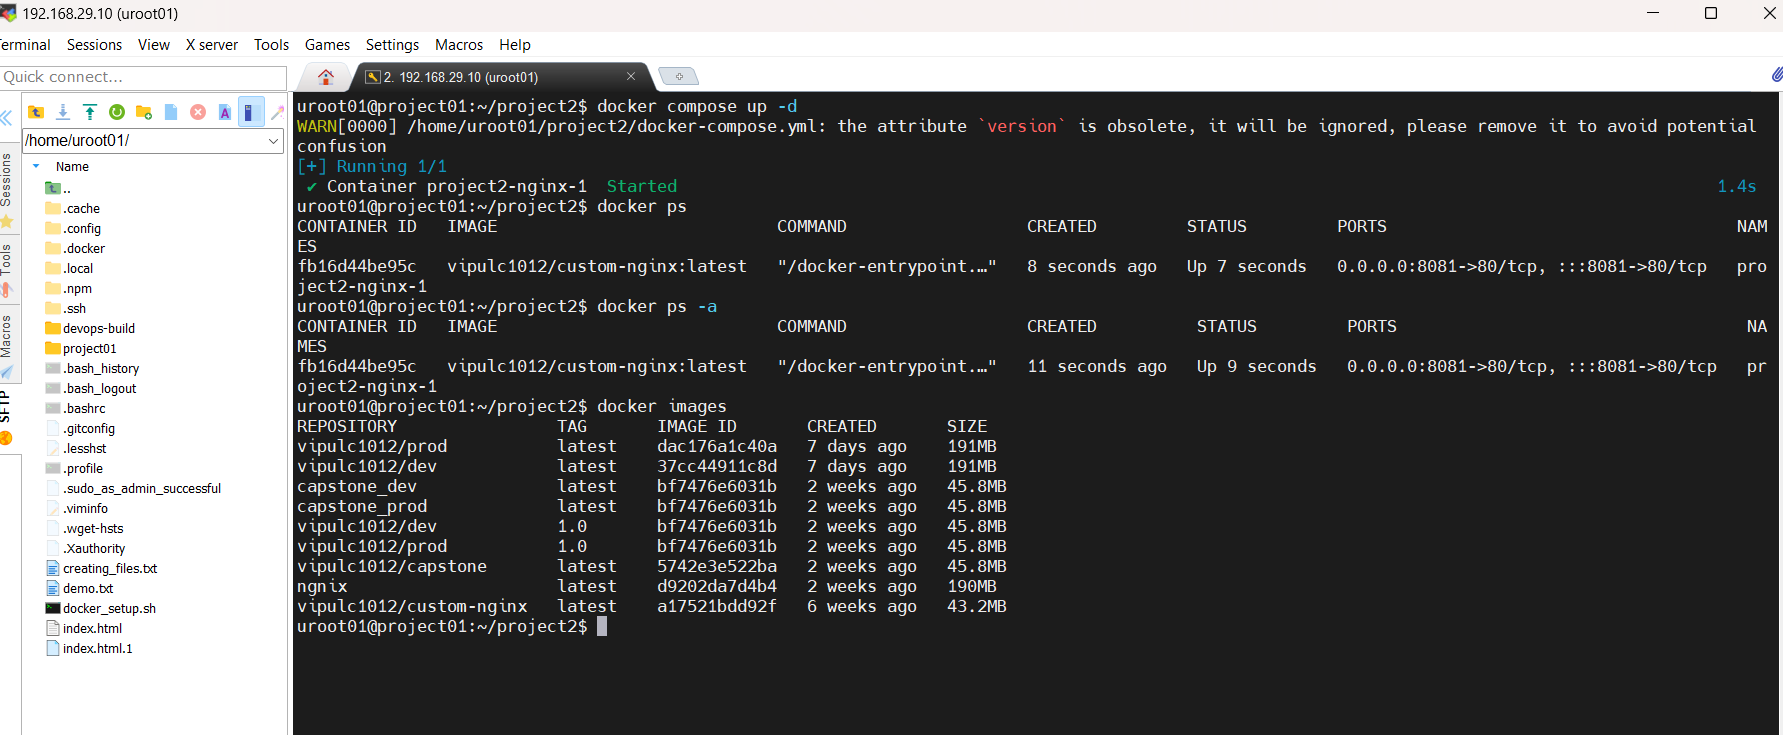 192.168.29.10 (uroot01)
Terminal Sessions View X server Tools Games Settings Macros Help
Quick connect...
2. 192.168.29.10 (uroot01)
/home/uroot01/
Name
..
.cache
.config
.docker
.local
.npm
.ssh
devops-build
project01
.bash_history
.bash_logout
.bashrc
.gitconfig
.lesshst
.profile
.sudo_as_admin_successful
.viminfo
.wget-hsts
.Xauthority
creating_files.txt
demo.txt
docker_setup.sh
index.html
index.html.1
Sessions
Tools
Macros
SFTP
uroot01@project01:~/project2$ docker compose up -d
WARN[0000] /home/uroot01/project2/docker-compose.yml: the attribute `version` is obsolete, it will be ignored, please remove it to avoid potential
confusion
[+] Running 1/1
✔ Container project2-nginx-1  Started 1.4s
uroot01@project01:~/project2$ docker ps
CONTAINER ID   IMAGE   COMMAND   CREATED   STATUS   PORTS   NAM
ES
fb16d44be95c   vipulc1012/custom-nginx:latest   "/docker-entrypoint.…"   8 seconds ago   Up 7 seconds   0.0.0.0:8081->80/tcp, :::8081->80/tcp   pro
ject2-nginx-1
uroot01@project01:~/project2$ docker ps -a
CONTAINER ID   IMAGE   COMMAND   CREATED   STATUS   PORTS   NA
MES
fb16d44be95c   vipulc1012/custom-nginx:latest   "/docker-entrypoint.…"   11 seconds ago   Up 9 seconds   0.0.0.0:8081->80/tcp, :::8081->80/tcp   pr
oject2-nginx-1
uroot01@project01:~/project2$ docker images
REPOSITORY   TAG   IMAGE ID   CREATED   SIZE
vipulc1012/prod   latest   dac176a1c40a   7 days ago   191MB
vipulc1012/dev   latest   37cc44911c8d   7 days ago   191MB
capstone_dev   latest   bf7476e6031b   2 weeks ago   45.8MB
capstone_prod   latest   bf7476e6031b   2 weeks ago   45.8MB
vipulc1012/dev   1.0   bf7476e6031b   2 weeks ago   45.8MB
vipulc1012/prod   1.0   bf7476e6031b   2 weeks ago   45.8MB
vipulc1012/capstone   latest   5742e3e522ba   2 weeks ago   45.8MB
ngnix   latest   d9202da7d4b4   2 weeks ago   190MB
vipulc1012/custom-nginx   latest   a17521bdd92f   6 weeks ago   43.2MB
uroot01@project01:~/project2$